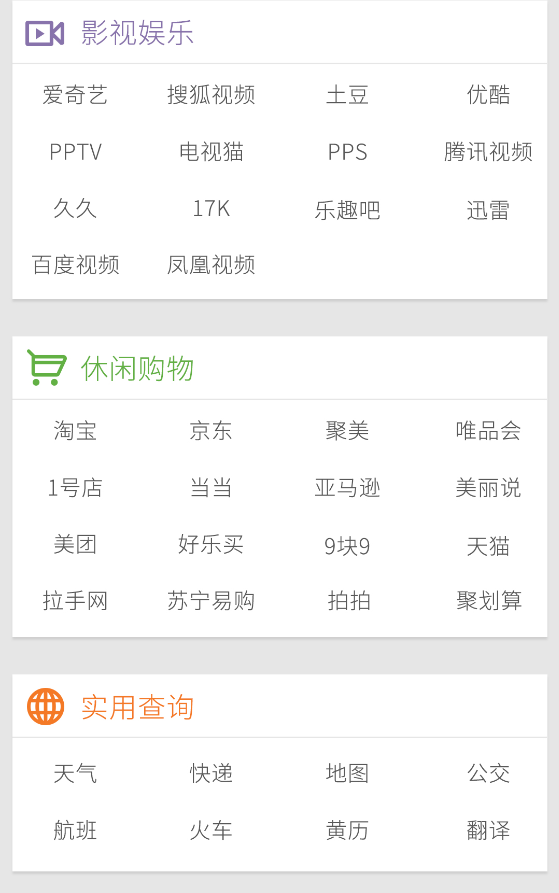 影视娱乐
爱奇艺 搜狐视频 土豆 优酷
PPTV 电视猫 PPS 腾讯视频
久久 17K 乐趣吧 迅雷
百度视频 凤凰视频
休闲购物
淘宝 京东 聚美 唯品会
1号店 当当 亚马逊 美丽说
美团 好乐买 9块9 天猫
拉手网 苏宁易购 拍拍 聚划算
实用查询
天气 快递 地图 公交
航班 火车 黄历 翻译